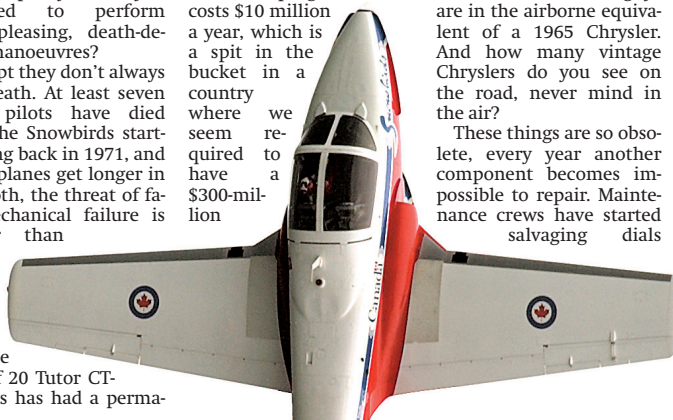 ed to perform
pleasing, death-de-
manoeuvres?
pt they don't always
eath. At least seven
pilots have died
he Snowbirds start-
ng back in 1971, and
planes get longer in
oth, the threat of fa-
echanical failure is
than
e
f 20 Tutor CT-
s has had a perma-
costs $10 million
a year, which is
a spit in the
bucket in a
country
where we
seem re-
quired to
have a
$300-mil-
lion
are in the airborne equiva-
lent of a 1965 Chrysler.
And how many vintage
Chryslers do you see on
the road, never mind in
the air?
These things are so obso-
lete, every year another
component becomes im-
possible to repair. Mainte-
nance crews have started
salvaging dials
Snowbirds
Canada